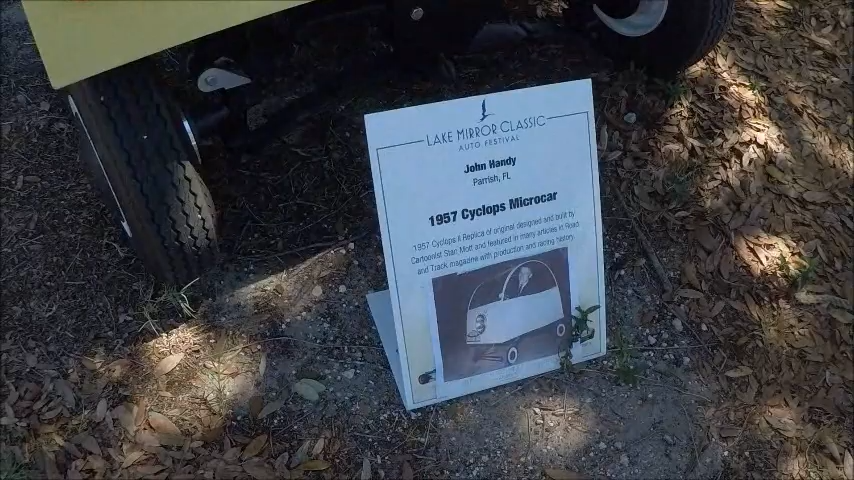 LAKE MIRROR CLASSIC
AUTO FESTIVAL
John Handy
Parrish, FL
1957 Cyclops Microcar
1957 Cyclops II Replica of original designed and built by
Cartoonist Stan Mott and featured in many articles in Road
and Track magazine with production and racing history